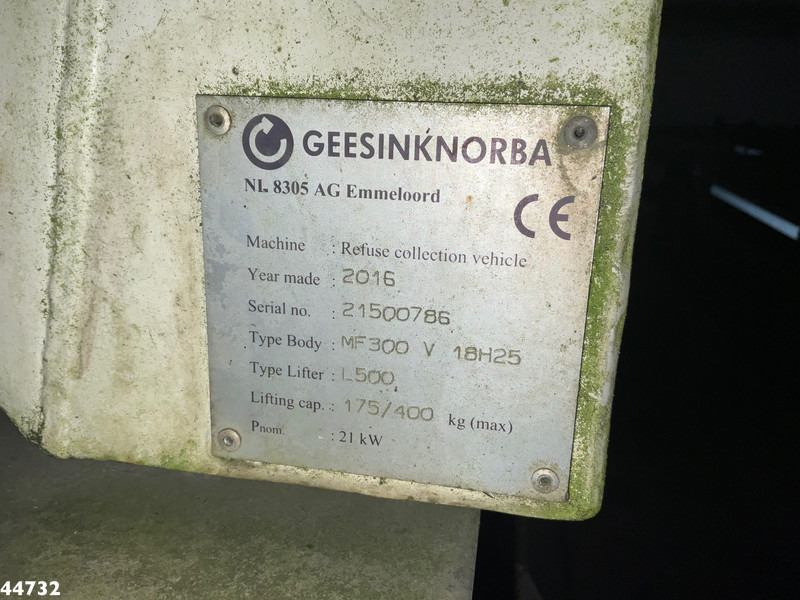 GEESINKNORBA
NL 8305 AG Emmeloord
CE
Machine : Refuse collection vehicle
Year made : 2016
Serial no. : 21500786
Type Body : MF300 V 18H25
Type Lifter : L500
Lifting cap. : 175/400 kg (max)
Pnom. : 21 kW
44732